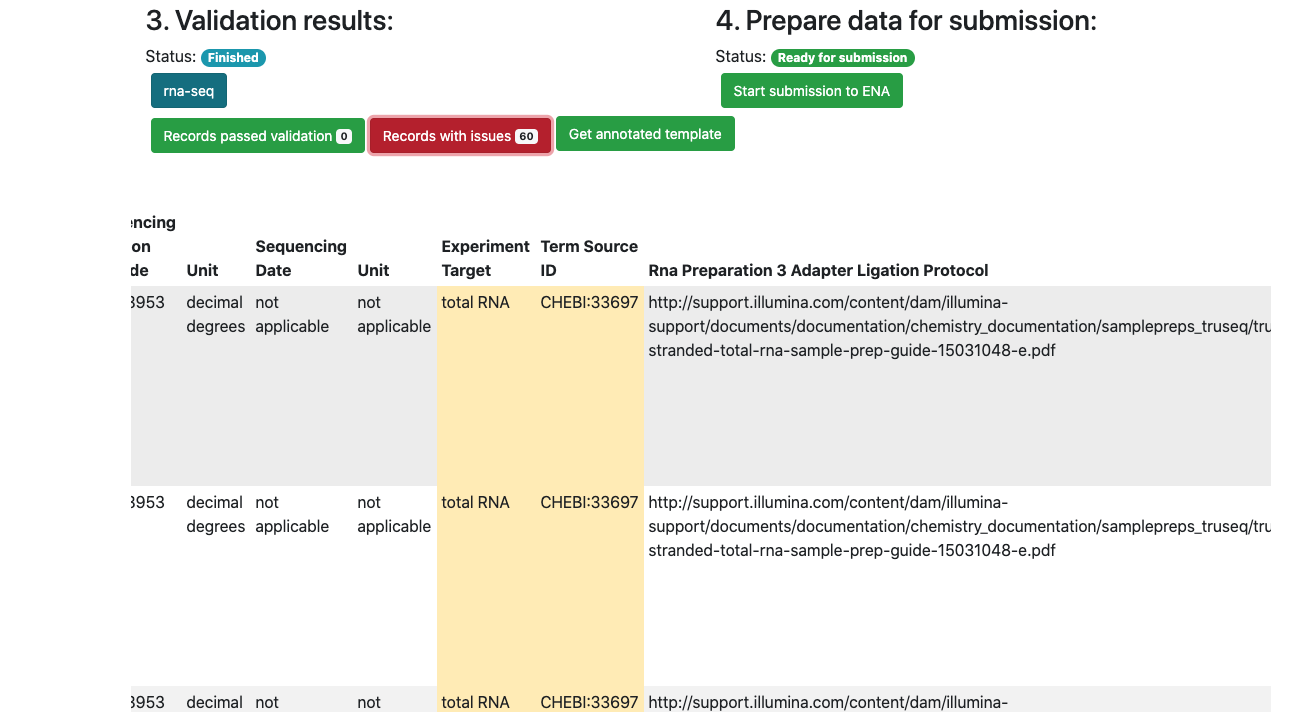 3. Validation results:
4. Prepare data for submission:
Status: Finished
Status: Ready for submission
rna-seq
Start submission to ENA
Records passed validation 0
Records with issues 60
Get annotated template
encing
on
de
Unit
Sequencing
Date
Unit
Experiment
Target
Term Source
ID
Rna Preparation 3 Adapter Ligation Protocol
3953
decimal
degrees
not
applicable
not
applicable
total RNA
CHEBI:33697
http://support.illumina.com/content/dam/illumina-
support/documents/documentation/chemistry_documentation/samplepreps_truseq/tru
stranded-total-rna-sample-prep-guide-15031048-e.pdf
3953
decimal
degrees
not
applicable
not
applicable
total RNA
CHEBI:33697
http://support.illumina.com/content/dam/illumina-
support/documents/documentation/chemistry_documentation/samplepreps_truseq/tru
stranded-total-rna-sample-prep-guide-15031048-e.pdf
3953
decimal
not
not
total RNA
CHEBI:33697
http://support.illumina.com/content/dam/illumina-